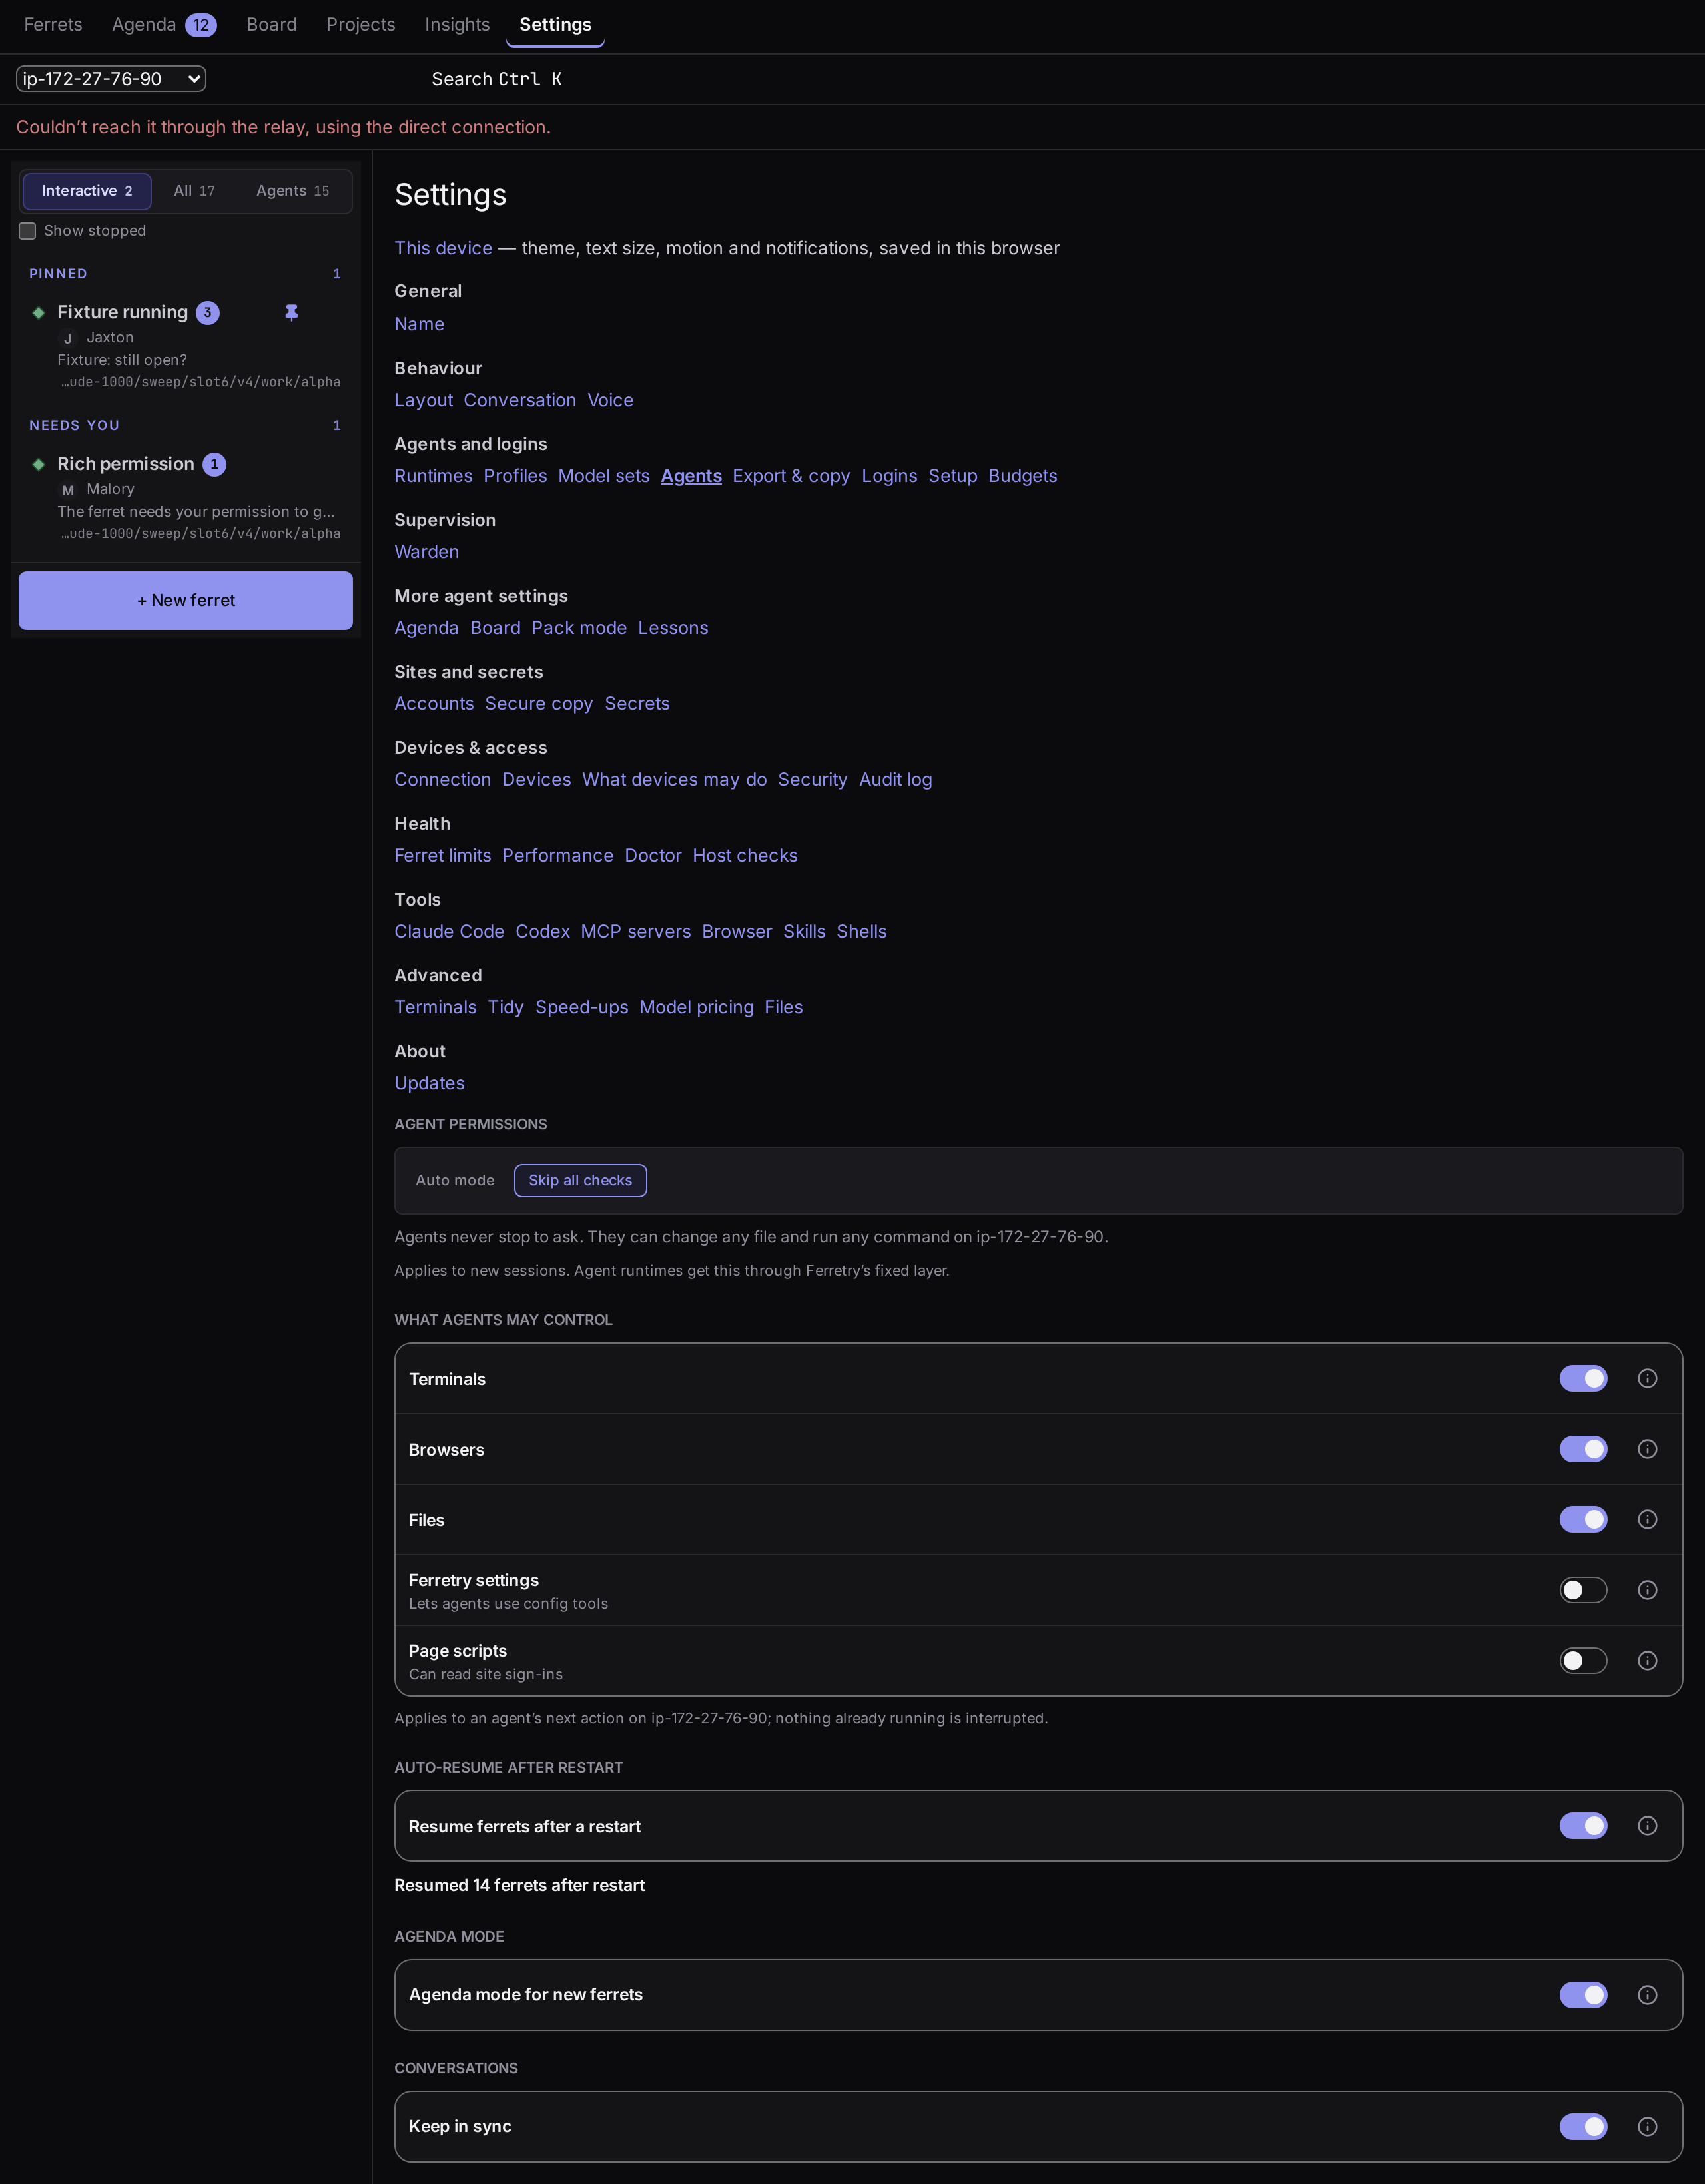 Ferrets Agenda 12 Board Projects Insights Settings
ip-172-27-76-90 Search Ctrl K
Couldn’t reach it through the relay, using the direct connection.
Interactive 2 All 17 Agents 15
Show stopped
PINNED 1
Fixture running 3
J Jaxton
Fixture: still open?
…ude-1000/sweep/slot6/v4/work/alpha
NEEDS YOU 1
Rich permission 1
M Malory
The ferret needs your permission to g…
…ude-1000/sweep/slot6/v4/work/alpha
+ New ferret
Settings
This device — theme, text size, motion and notifications, saved in this browser
General
Name
Behaviour
Layout Conversation Voice
Agents and logins
Runtimes Profiles Model sets Agents Export & copy Logins Setup Budgets
Supervision
Warden
More agent settings
Agenda Board Pack mode Lessons
Sites and secrets
Accounts Secure copy Secrets
Devices & access
Connection Devices What devices may do Security Audit log
Health
Ferret limits Performance Doctor Host checks
Tools
Claude Code Codex MCP servers Browser Skills Shells
Advanced
Terminals Tidy Speed-ups Model pricing Files
About
Updates
AGENT PERMISSIONS
Auto mode Skip all checks
Agents never stop to ask. They can change any file and run any command on ip-172-27-76-90.
Applies to new sessions. Agent runtimes get this through Ferretry’s fixed layer.
WHAT AGENTS MAY CONTROL
Terminals
Browsers
Files
Ferretry settings
Lets agents use config tools
Page scripts
Can read site sign-ins
Applies to an agent’s next action on ip-172-27-76-90; nothing already running is interrupted.
AUTO-RESUME AFTER RESTART
Resume ferrets after a restart
Resumed 14 ferrets after restart
AGENDA MODE
Agenda mode for new ferrets
CONVERSATIONS
Keep in sync